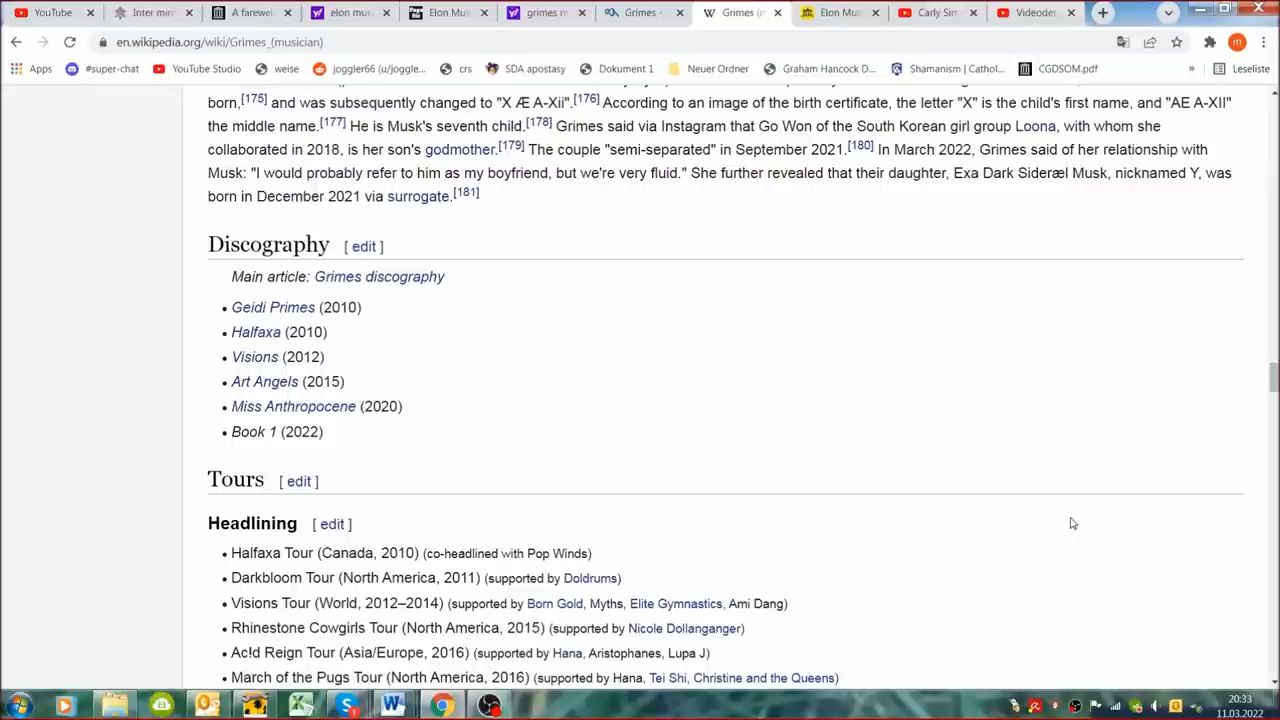 YouTube
Inter mi
A farewel
elon mus
Elon Mus
grimes m
Grimes -
Grimes (m
Elon Mus
Carly Sim
Videodes
en.wikipedia.org/wiki/Grimes_(musician)
m
Apps
#super-chat
YouTube Studio
weise
joggler66 (u/joggle...
crs
SDA apostasy
Dokument 1
Neuer Ordner
Graham Hancock D...
Shamanism | Cathol...
CGDSOM.pdf
»
Leseliste
born,[175] and was subsequently changed to "X Æ A-Xii".[176] According to an image of the birth certificate, the letter "X" is the child's first name, and "AE A-XII"
the middle name.[177] He is Musk's seventh child.[178] Grimes said via Instagram that Go Won of the South Korean girl group Loona, with whom she
collaborated in 2018, is her son's godmother.[179] The couple "semi-separated" in September 2021.[180] In March 2022, Grimes said of her relationship with
Musk: "I would probably refer to him as my boyfriend, but we're very fluid." She further revealed that their daughter, Exa Dark Sideræl Musk, nicknamed Y, was
born in December 2021 via surrogate.[181]
Discography [ edit ]
Main article: Grimes discography
• Geidi Primes (2010)
• Halfaxa (2010)
• Visions (2012)
• Art Angels (2015)
• Miss Anthropocene (2020)
• Book 1 (2022)
Tours [ edit ]
Headlining [ edit ]
• Halfaxa Tour (Canada, 2010) (co-headlined with Pop Winds)
• Darkbloom Tour (North America, 2011) (supported by Doldrums)
• Visions Tour (World, 2012–2014) (supported by Born Gold, Myths, Elite Gymnastics, Ami Dang)
• Rhinestone Cowgirls Tour (North America, 2015) (supported by Nicole Dollanganger)
• Ac!d Reign Tour (Asia/Europe, 2016) (supported by Hana, Aristophanes, Lupa J)
• March of the Pugs Tour (North America, 2016) (supported by Hana, Tei Shi, Christine and the Queens)
20:33
11.03.2022